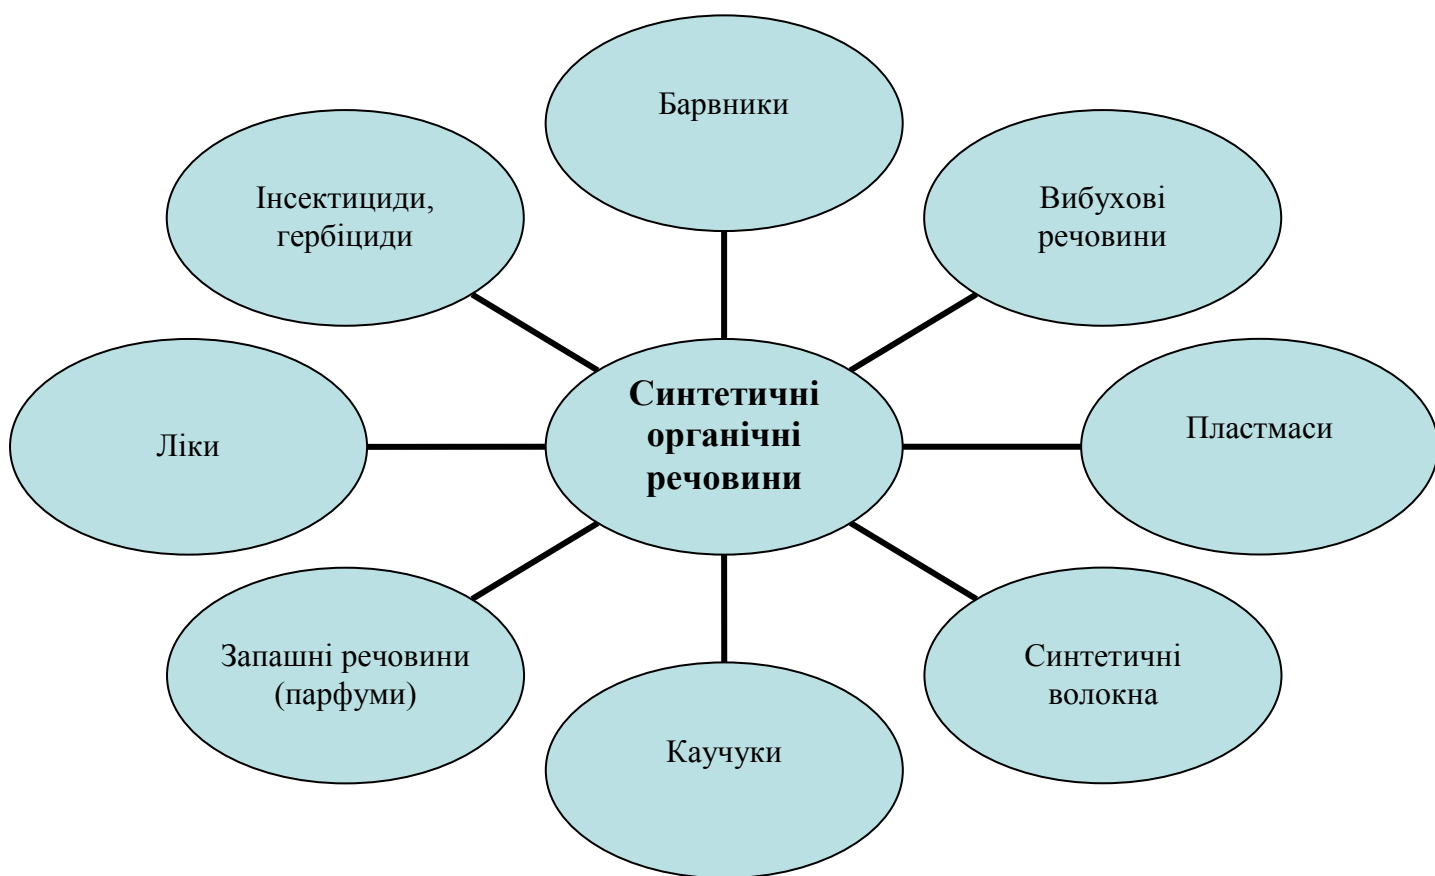 Барвники
Інсектициди,
гербіциди
Вибухові
речовини
Синтетичні
органічні
речовини
Ліки
Пластмаси
Запашні речовини
(парфуми)
Синтетичні
волокна
Каучуки